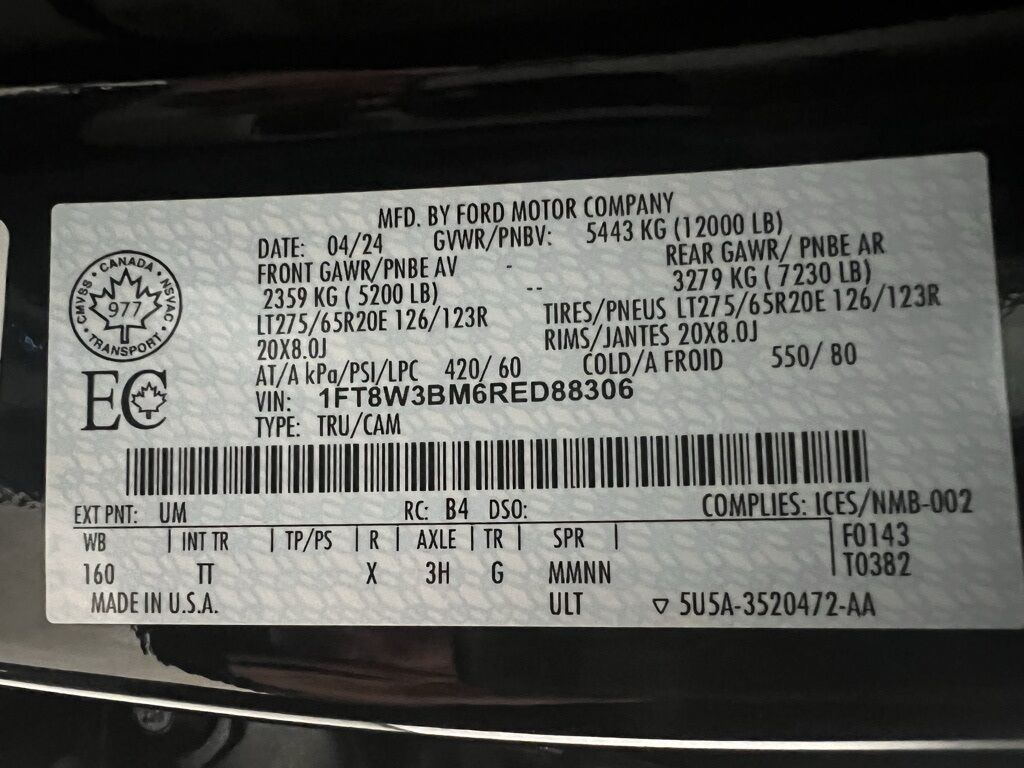 MFD. BY FORD MOTOR COMPANY
DATE: 04/24 GVWR/PNBV: 5443 KG (12000 LB)
FRONT GAWR/PNBE AV - REAR GAWR/ PNBE AR
2359 KG ( 5200 LB) -- 3279 KG ( 7230 LB)
LT275/65R20E 126/123R TIRES/PNEUS LT275/65R20E 126/123R
20X8.0J RIMS/JANTES 20X8.0J
AT/A kPa/PSI/LPC 420/ 60 COLD/A FROID 550/ 80
VIN: 1FT8W3BM6RED88306
TYPE: TRU/CAM
CANADA
CMVSS NSVAC
977
TRANSPORT
EC
EXT PNT: UM RC: B4 DSO: COMPLIES: ICES/NMB-002
WB | INT TR | TP/PS | R | AXLE | TR | SPR | F0143
160 TT X 3H G MMNN T0382
MADE IN U.S.A. ULT ▽ 5U5A-3520472-AA